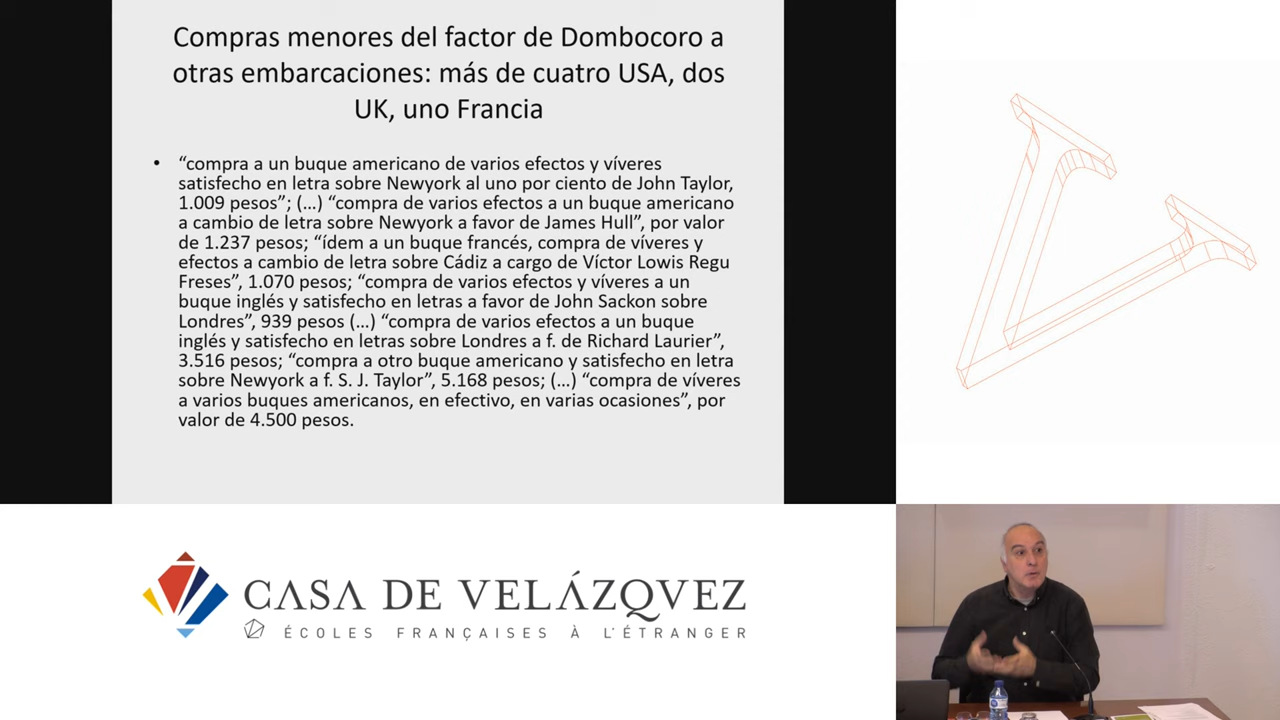 Compras menores del factor de Dombocoro a
otras embarcaciones: más de cuatro USA, dos
UK, uno Francia
• “compra a un buque americano de varios efectos y víveres
satisfecho en letra sobre Newyork al uno por ciento de John Taylor,
1.009 pesos”; (…) “compra de varios efectos a un buque americano
a cambio de letra sobre Newyork a favor de James Hull”, por valor
de 1.237 pesos; “ídem a un buque francés, compra de víveres y
efectos a cambio de letra sobre Cádiz a cargo de Víctor Lowis Regu
Freses”, 1.070 pesos; “compra de varios efectos y víveres a un
buque inglés y satisfecho en letras a favor de John Sackon sobre
Londres”, 939 pesos (…) “compra de varios efectos a un buque
inglés y satisfecho en letras sobre Londres a f. de Richard Laurier”,
3.516 pesos; “compra a otro buque americano y satisfecho en letra
sobre Newyork a f. S. J. Taylor”, 5.168 pesos; (…) “compra de víveres
a varios buques americanos, en efectivo, en varias ocasiones”, por
valor de 4.500 pesos.
CASA DE VELÁZQVEZ
ÉCOLES FRANÇAISES À L'ÉTRANGER